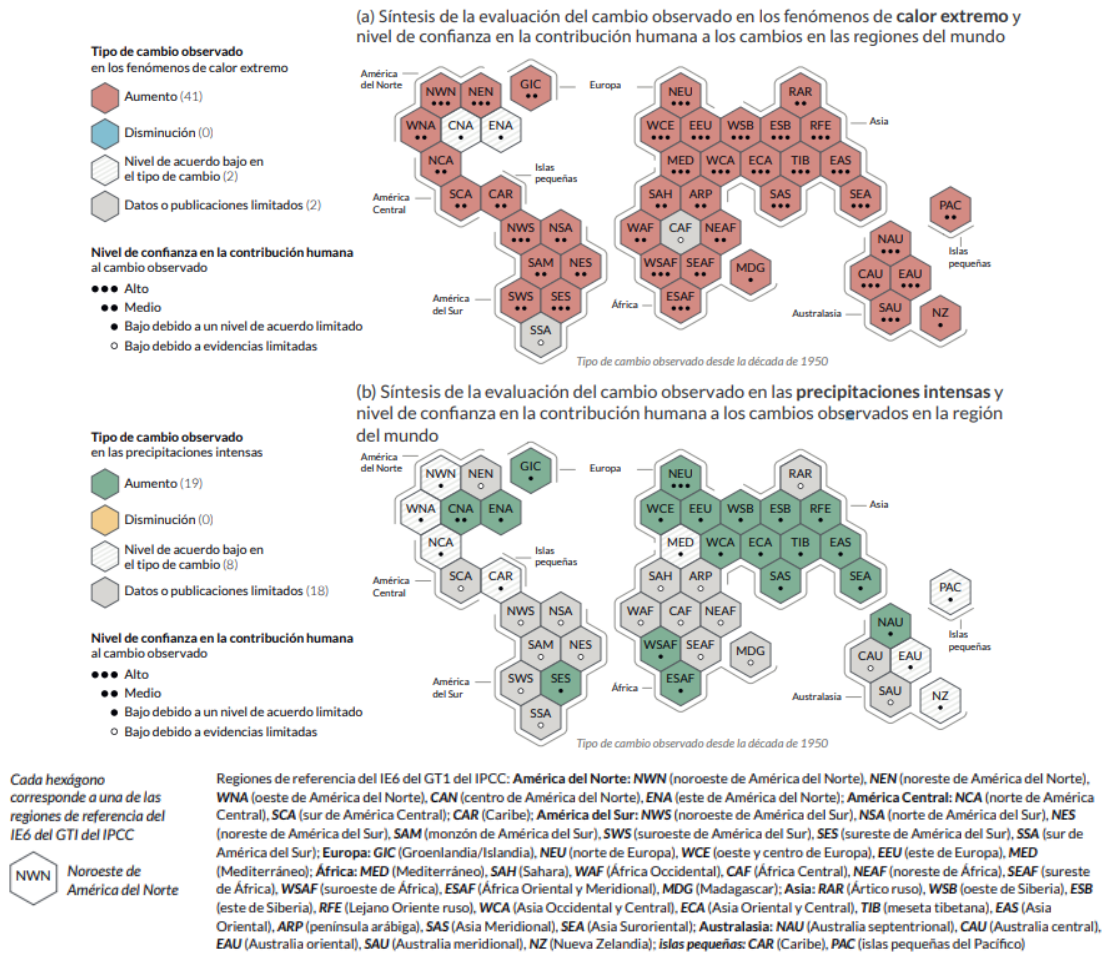 (a) Síntesis de la evaluación del cambio observado en los fenómenos de calor extremo y
nivel de confianza en la contribución humana a los cambios en las regiones del mundo
Tipo de cambio observado
en los fenómenos de calor extremo
Aumento (41)
Disminución (0)
Nivel de acuerdo bajo en
el tipo de cambio (2)
Datos o publicaciones limitados (2)
Nivel de confianza en la contribución humana
al cambio observado
Alto
Medio
Bajo debido a un nivel de acuerdo limitado
Bajo debido a evidencias limitadas
América
del Norte
Europa
Asia
Islas
pequeñas
América
Central
América
del Sur
África
Australasia
Islas
pequeñas
NWN NEN GIC NEU RAR
WNA CNA ENA WCE EEU WSB ESB RFE
NCA MED WCA ECA TIB EAS
SCA CAR SAH ARP SAS SEA PAC
NWS NSA WAF CAF NEAF NAU
SAM NES WSAF SEAF MDG CAU EAU
SWS SES ESAF SAU NZ
SSA
Tipo de cambio observado desde la década de 1950
(b) Síntesis de la evaluación del cambio observado en las precipitaciones intensas y
nivel de confianza en la contribución humana a los cambios observados en la región
del mundo
Tipo de cambio observado
en las precipitaciones intensas
Aumento (19)
Disminución (0)
Nivel de acuerdo bajo en
el tipo de cambio (8)
Datos o publicaciones limitados (18)
Nivel de confianza en la contribución humana
al cambio observado
Alto
Medio
Bajo debido a un nivel de acuerdo limitado
Bajo debido a evidencias limitadas
América
del Norte
Europa
Asia
Islas
pequeñas
América
Central
América
del Sur
África
Australasia
Islas
pequeñas
NWN NEN GIC NEU RAR
WNA CNA ENA WCE EEU WSB ESB RFE
NCA MED WCA ECA TIB EAS
SCA CAR SAH ARP SAS SEA PAC
NWS NSA WAF CAF NEAF NAU
SAM NES WSAF SEAF MDG CAU EAU
SWS SES ESAF SAU NZ
SSA
Tipo de cambio observado desde la década de 1950
Cada hexágono
corresponde a una de las
regiones de referencia del
IE6 del GTI del IPCC
NWN
Noroeste de
América del Norte
Regiones de referencia del IE6 del GT1 del IPCC: América del Norte: NWN (noroeste de América del Norte), NEN (noreste de América del Norte),
WNA (oeste de América del Norte), CAN (centro de América del Norte), ENA (este de América del Norte); América Central: NCA (norte de América
Central), SCA (sur de América Central); CAR (Caribe); América del Sur: NWS (noroeste de América del Sur), NSA (norte de América del Sur), NES
(noreste de América del Sur), SAM (monzón de América del Sur), SWS (suroeste de América del Sur), SES (sureste de América del Sur), SSA (sur de
América del Sur); Europa: GIC (Groenlandia/Islandia), NEU (norte de Europa), WCE (oeste y centro de Europa), EEU (este de Europa), MED
(Mediterráneo); África: MED (Mediterráneo), SAH (Sahara), WAF (África Occidental), CAF (África Central), NEAF (noreste de África), SEAF (sureste
de África), WSAF (suroeste de África), ESAF (África Oriental y Meridional), MDG (Madagascar); Asia: RAR (Ártico ruso), WSB (oeste de Siberia), ESB
(este de Siberia), RFE (Lejano Oriente ruso), WCA (Asia Occidental y Central), ECA (Asia Oriental y Central), TIB (meseta tibetana), EAS (Asia
Oriental), ARP (península arábiga), SAS (Asia Meridional), SEA (Asia Suroriental); Australasia: NAU (Australia septentrional), CAU (Australia central),
EAU (Australia oriental), SAU (Australia meridional), NZ (Nueva Zelandia); islas pequeñas: CAR (Caribe), PAC (islas pequeñas del Pacífico)